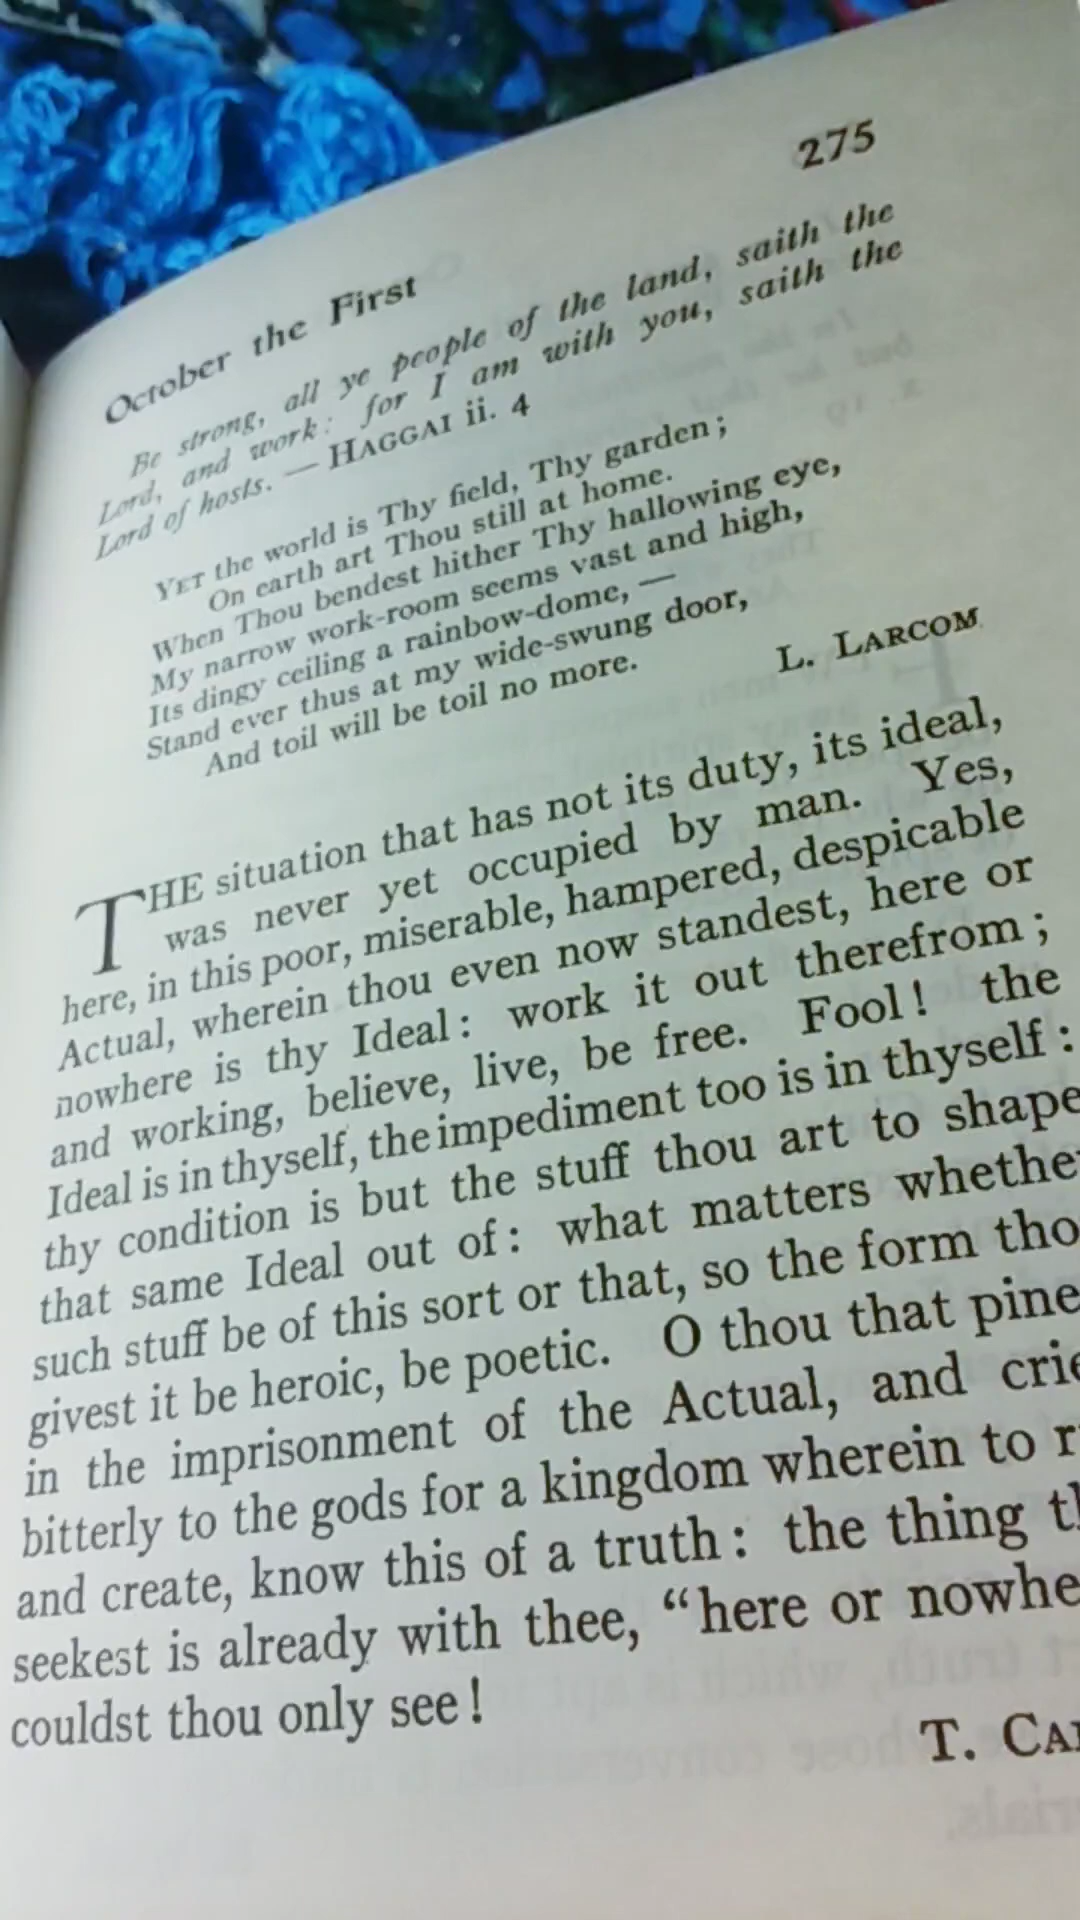 275
October the First
Be strong, all ye people of the land, saith the
Lord, and work: for I am with you, saith the
Lord of hosts. — HAGGAI ii. 4
YET the world is Thy field, Thy garden;
On earth art Thou still at home.
When Thou bendest hither Thy hallowing eye,
My narrow work-room seems vast and high,
Its dingy ceiling a rainbow-dome, —
Stand ever thus at my wide-swung door,
And toil will be toil no more.
L. LARCOM
THE situation that has not its duty, its ideal,
was never yet occupied by man. Yes,
here, in this poor, miserable, hampered, despicable
Actual, wherein thou even now standest, here or
nowhere is thy Ideal: work it out therefrom;
and working, believe, live, be free. Fool! the
Ideal is in thyself, the impediment too is in thyself:
thy condition is but the stuff thou art to shape
that same Ideal out of: what matters whether
such stuff be of this sort or that, so the form tho
givest it be heroic, be poetic. O thou that pine
in the imprisonment of the Actual, and crie
bitterly to the gods for a kingdom wherein to r
and create, know this of a truth: the thing th
seekest is already with thee, "here or nowhe
couldst thou only see!
T. CA